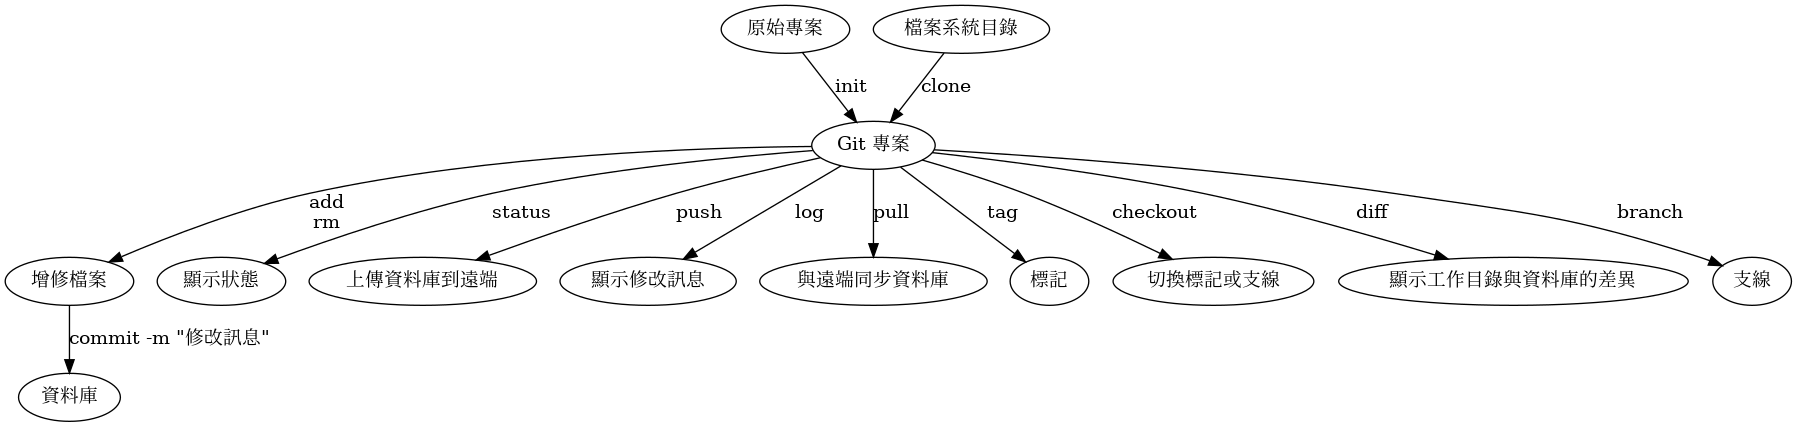 原始專案
檔案系統目錄
init
clone
Git 專案
add
rm
status
push
log
pull
tag
checkout
diff
branch
增修檔案
顯示狀態
上傳資料庫到遠端
顯示修改訊息
與遠端同步資料庫
標記
切換標記或支線
顯示工作目錄與資料庫的差異
支線
commit -m "修改訊息"
資料庫